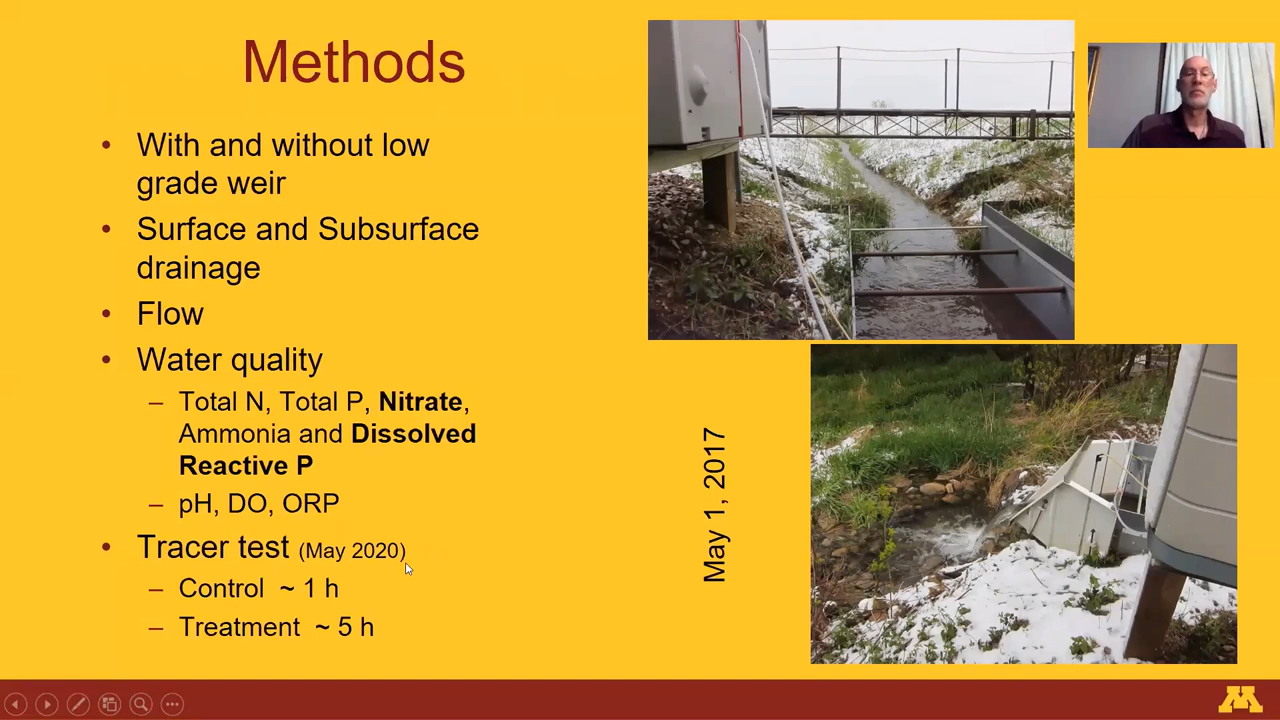 Methods
• With and without low
grade weir
• Surface and Subsurface
drainage
• Flow
• Water quality
– Total N, Total P, Nitrate,
Ammonia and Dissolved
Reactive P
– pH, DO, ORP
• Tracer test (May 2020)
– Control ~ 1 h
– Treatment ~ 5 h
May 1, 2017
M